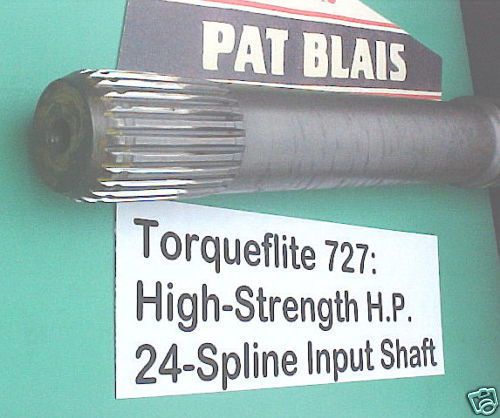 PAT BLAIS
Torqueflite 727:
High-Strength H.P.
24-Spline Input Shaft